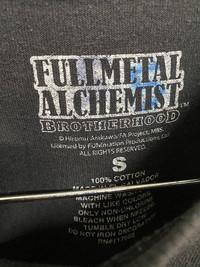 FULLMETAL
ALCHEMIST™
BROTHERHOOD
© Hiromu Arakawa/FA Project, MBS.
Licensed by FUNimation Productions, Ltd.
ALL RIGHTS RESERVED.
S
100% COTTON
MADE IN EL SALVADOR
MACHINE WASH
WITH LIKE COLORS
ONLY NON-CHLORINE
BLEACH WHEN NEEDED
TUMBLE DRY LOW
DO NOT IRON DECORATION